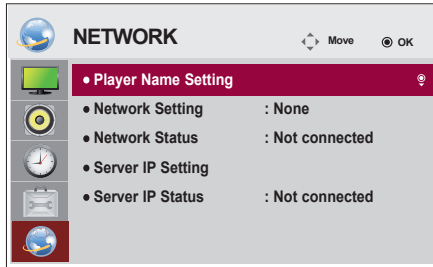 NETWORK Move OK
● Player Name Setting
● Network Setting : None
● Network Status : Not connected
● Server IP Setting
● Server IP Status : Not connected